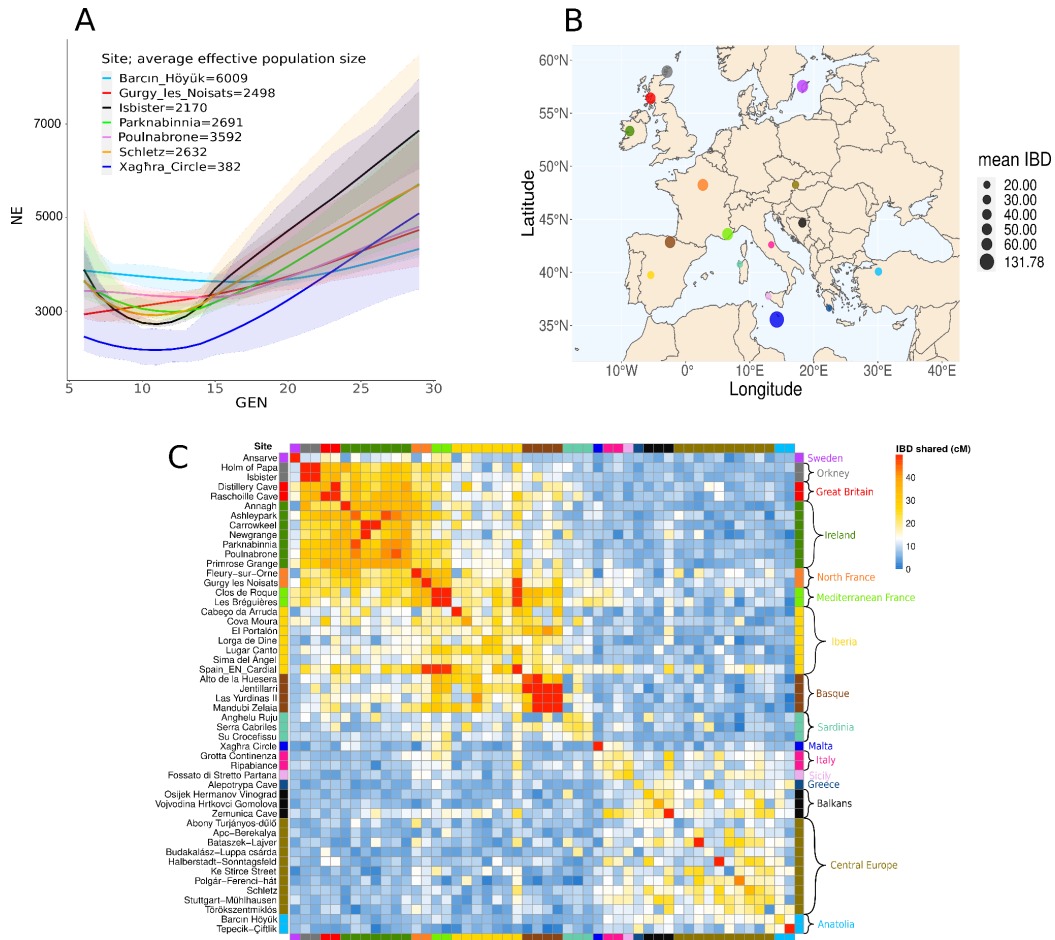 A
Site; average effective population size
Barcın_Höyük=6009
Gurgy_les_Noisats=2498
Isbister=2170
Parknabinnia=2691
Poulnabrone=3592
Schletz=2632
Xagħra_Circle=382
NE
7000
5000
3000
5
10
15
20
25
30
GEN
B
60°N
55°N
50°N
45°N
40°N
35°N
Latitude
10°W
0°
10°E
20°E
30°E
40°E
Longitude
mean IBD
20.00
30.00
40.00
50.00
60.00
131.78
C
Site
Ansarve
Holm of Papa
Isbister
Distillery Cave
Raschoille Cave
Annagh
Ashleypark
Carrowkeel
Newgrange
Parknabinnia
Poulnabrone
Primrose Grange
Fleury−sur−Orne
Gurgy les Noisats
Clos de Roque
Les Bréguières
Cabeço da Arruda
Cova Moura
El Portalón
Lorga de Dine
Lugar Canto
Sima del Ángel
Spain_EN_Cardial
Alto de la Huesera
Jentillarri
Las Yurdinas II
Mandubi Zelaia
Anghelu Ruju
Serra Cabriles
Su Crocefissu
Xagħra Circle
Grotta Continenza
Ripabiance
Fossato di Stretto Partana
Alepotrypa Cave
Osijek Hermanov Vinograd
Vojvodina Hrtkovci Gomolova
Zemunica Cave
Abony Turjányos−dűlő
Apc−Berekalya
Bataszek−Lajver
Budakalász−Luppa csárda
Halberstadt−Sonntagsfeld
Ke Stirce Street
Polgár−Ferenci−hát
Schletz
Stuttgart−Mühlhausen
Törökszentmiklós
Barcın Höyük
Tepecik−Çiftlik
Sweden
Orkney
Great Britain
Ireland
North France
Mediterranean France
Iberia
Basque
Sardinia
Malta
Italy
Sicily
Greece
Balkans
Central Europe
Anatolia
IBD shared (cM)
40
30
20
10
0